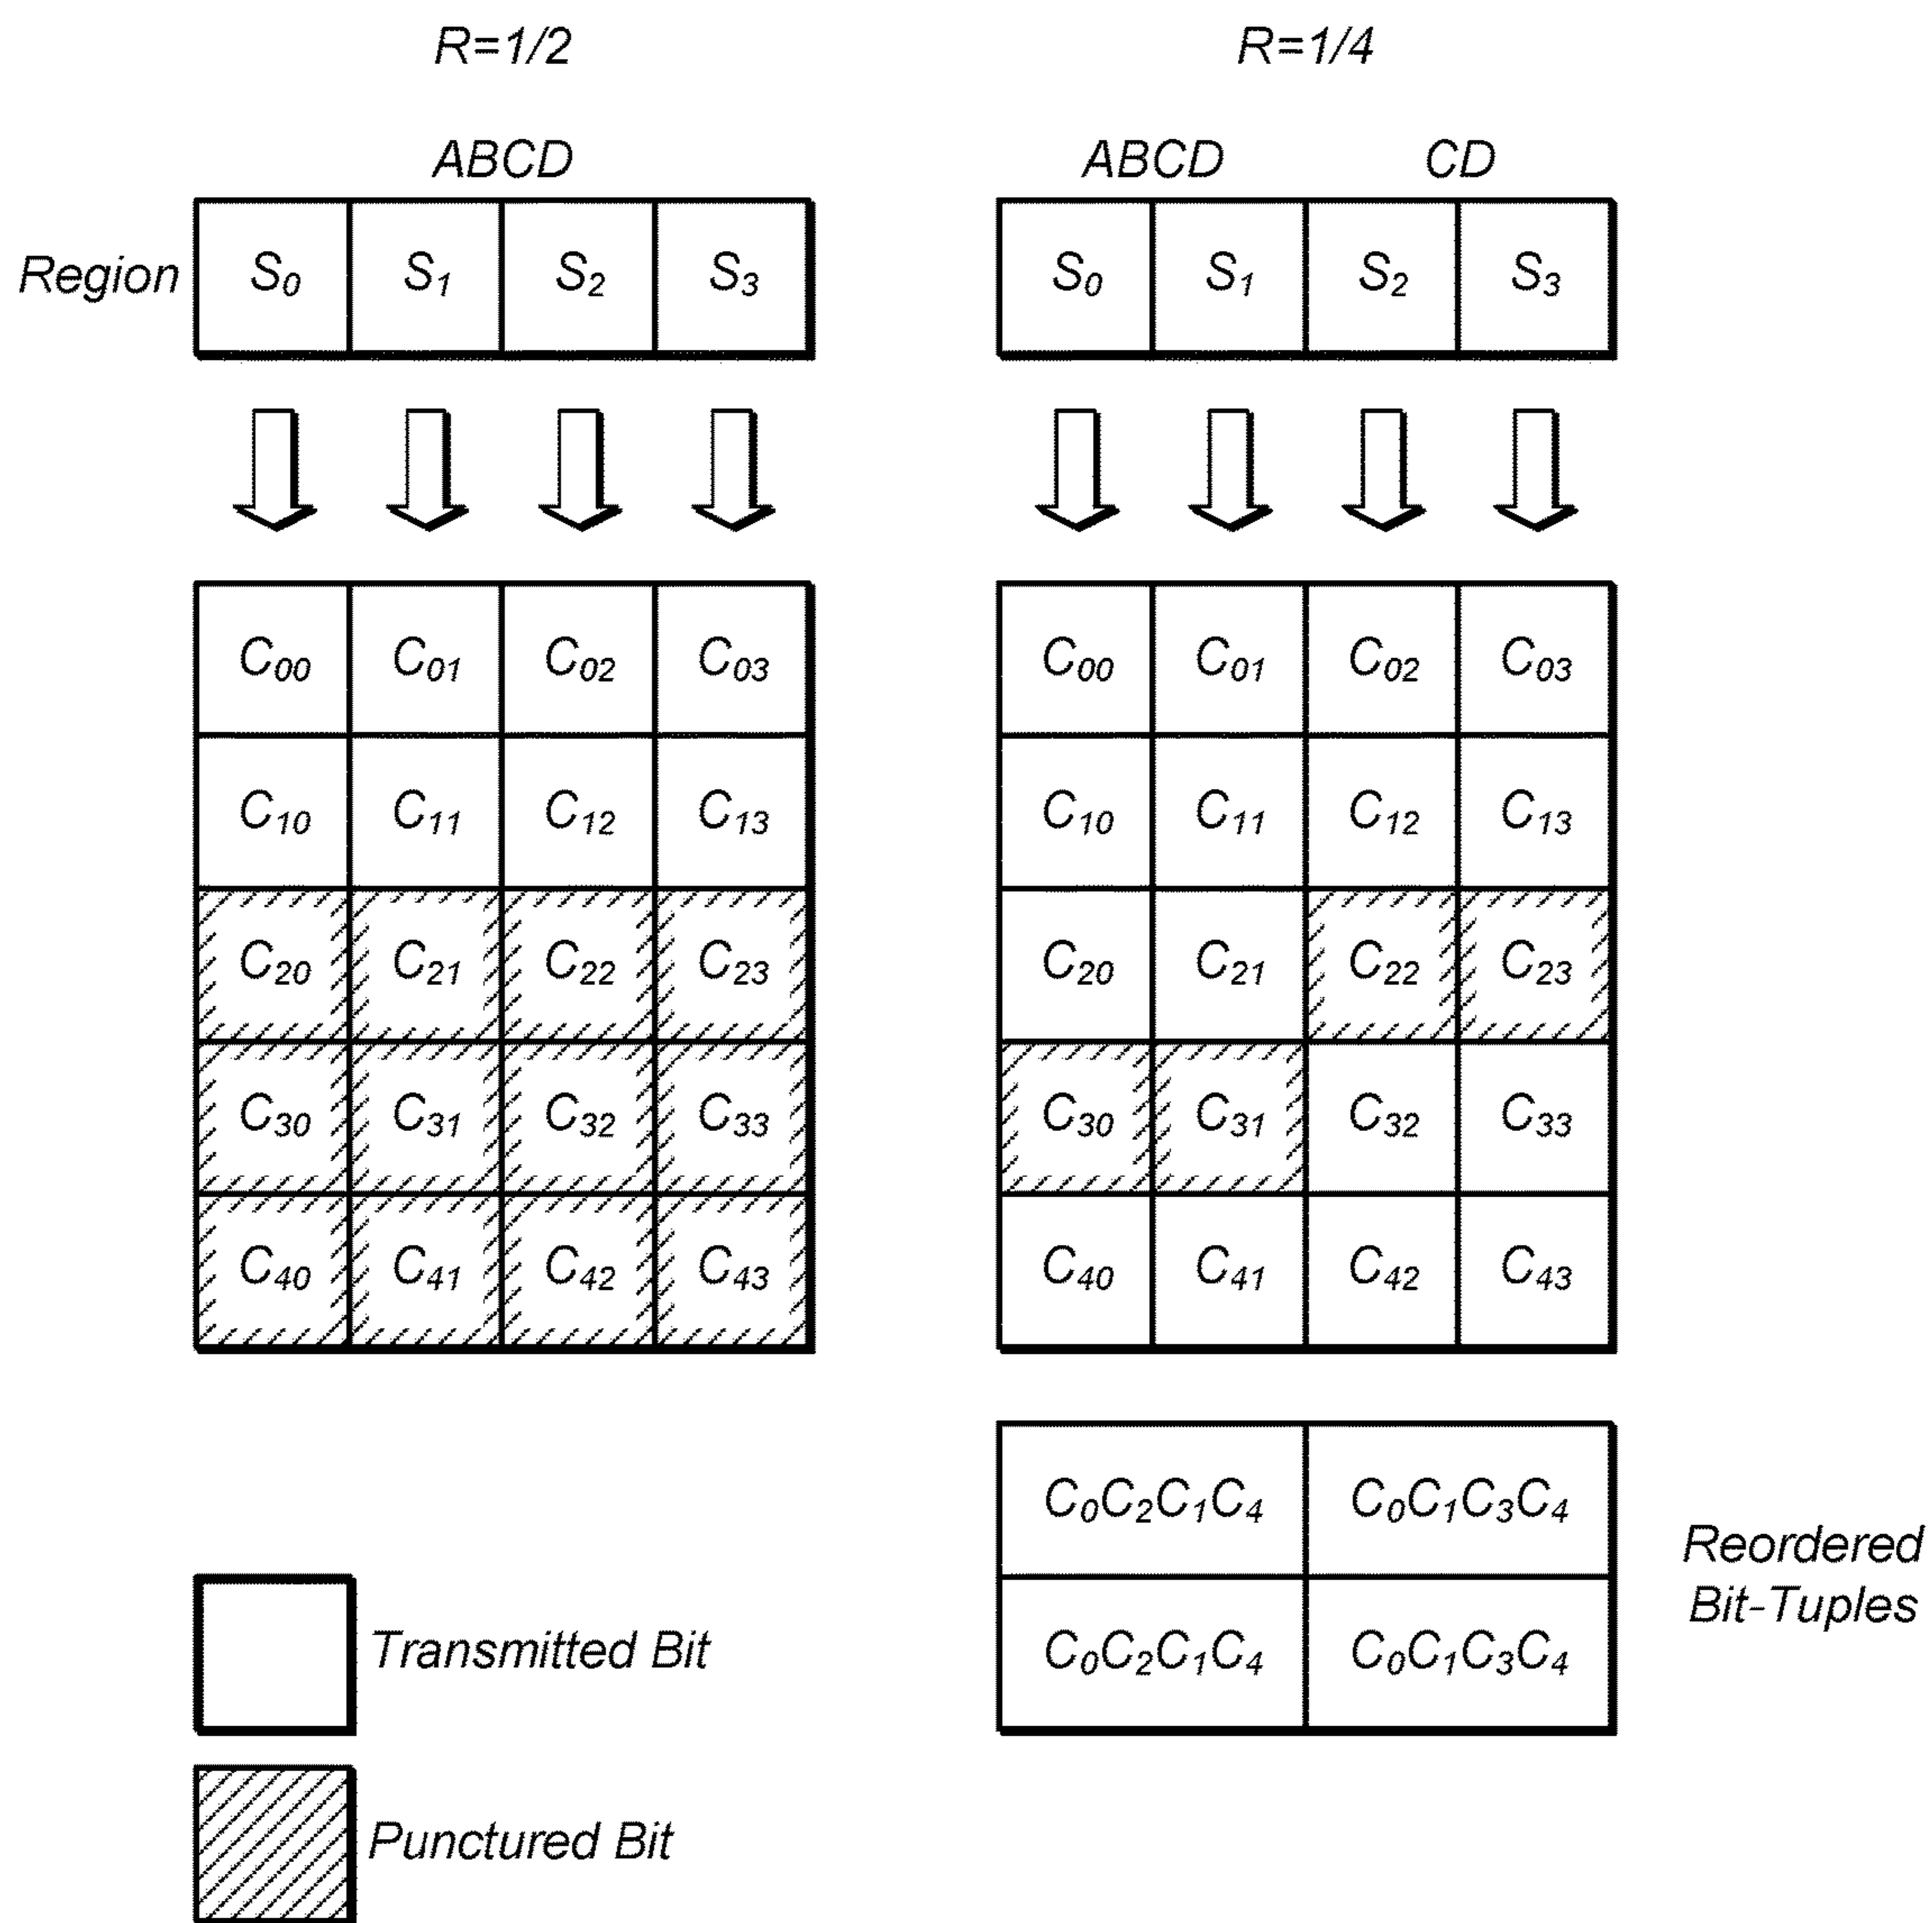 R=1/2 R=1/4
ABCD ABCD CD
Region S0 S1 S2 S3 S0 S1 S2 S3
C00 C01 C02 C03 C00 C01 C02 C03
C10 C11 C12 C13 C10 C11 C12 C13
C20 C21 C22 C23 C20 C21 C22 C23
C30 C31 C32 C33 C30 C31 C32 C33
C40 C41 C42 C43 C40 C41 C42 C43
C0C2C1C4 C0C1C3C4
Reordered
Bit-Tuples
C0C2C1C4 C0C1C3C4
Transmitted Bit
Punctured Bit